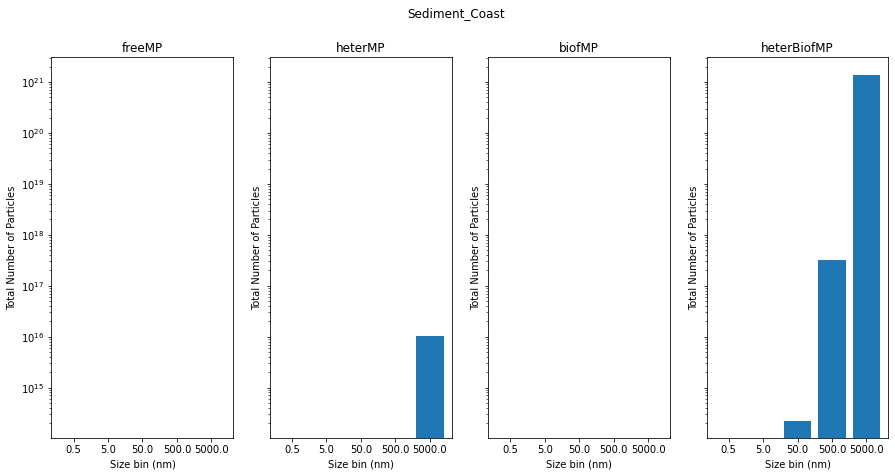 Sediment_Coast
freeMP
heterMP
biofMP
heterBiofMP
Total Number of Particles
10²¹
10²⁰
10¹⁹
10¹⁸
10¹⁷
10¹⁶
10¹⁵
0.5 5.0 50.0 500.0 5000.0
Size bin (nm)
Total Number of Particles
0.5 5.0 50.0 500.0 5000.0
Size bin (nm)
Total Number of Particles
0.5 5.0 50.0 500.0 5000.0
Size bin (nm)
Total Number of Particles
0.5 5.0 50.0 500.0 5000.0
Size bin (nm)